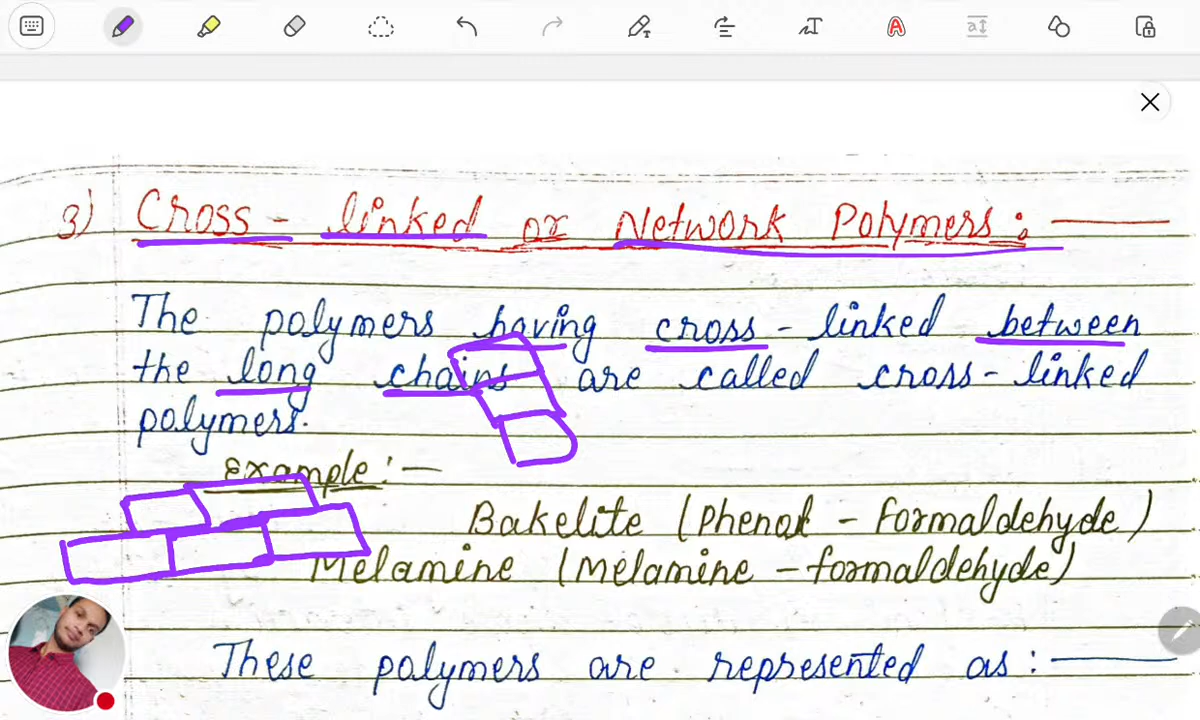 3) Cross-linked or Network Polymers:—
The polymers having cross-linked between
the long chains are called cross-linked
polymers.
Example:—
Bakelite (Phenol - formaldehyde)
Melamine (Melamine - formaldehyde)
These polymers are represented as:—